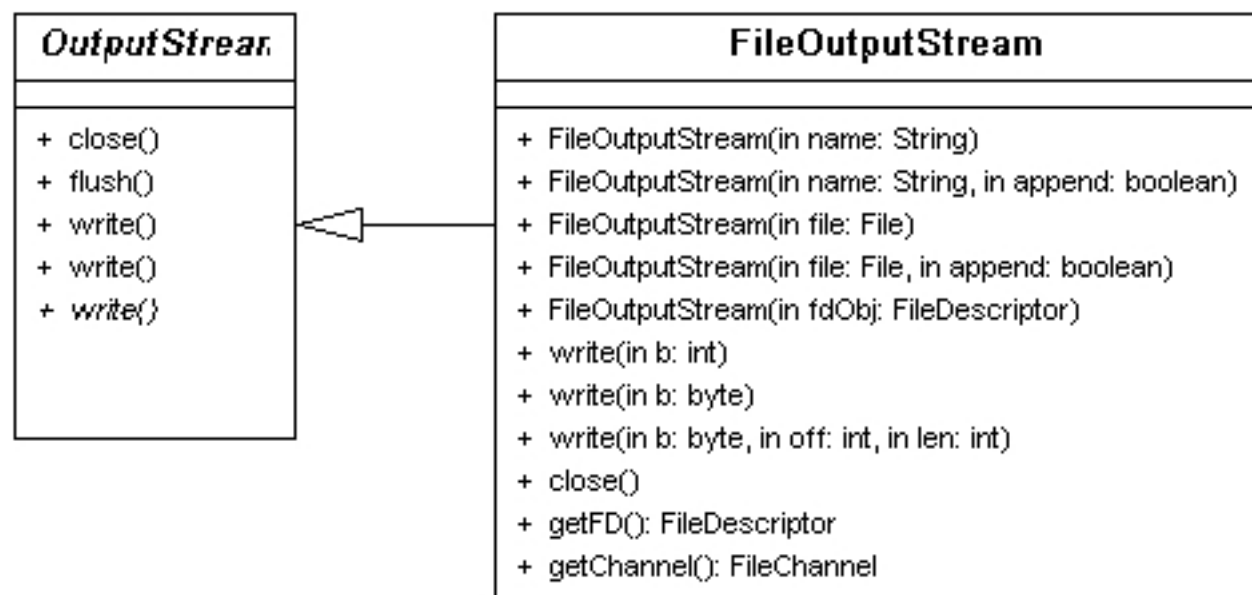 OutputStream
+ close()
+ flush()
+ write()
+ write()
+ write()
FileOutputStream
+ FileOutputStream(in name: String)
+ FileOutputStream(in name: String, in append: boolean)
+ FileOutputStream(in file: File)
+ FileOutputStream(in file: File, in append: boolean)
+ FileOutputStream(in fdObj: FileDescriptor)
+ write(in b: int)
+ write(in b: byte)
+ write(in b: byte, in off: int, in len: int)
+ close()
+ getFD(): FileDescriptor
+ getChannel(): FileChannel